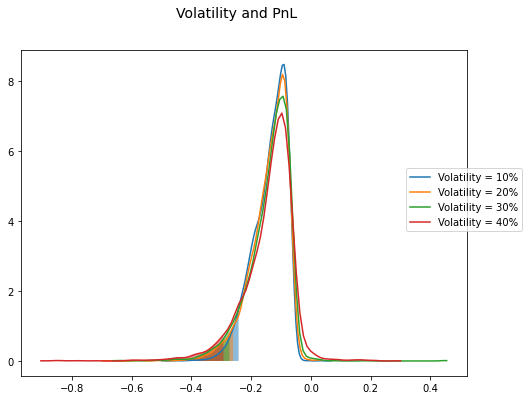 Volatility and PnL
8
6
4
2
0
Volatility = 10%
Volatility = 20%
Volatility = 30%
Volatility = 40%
−0.8 −0.6 −0.4 −0.2 0.0 0.2 0.4